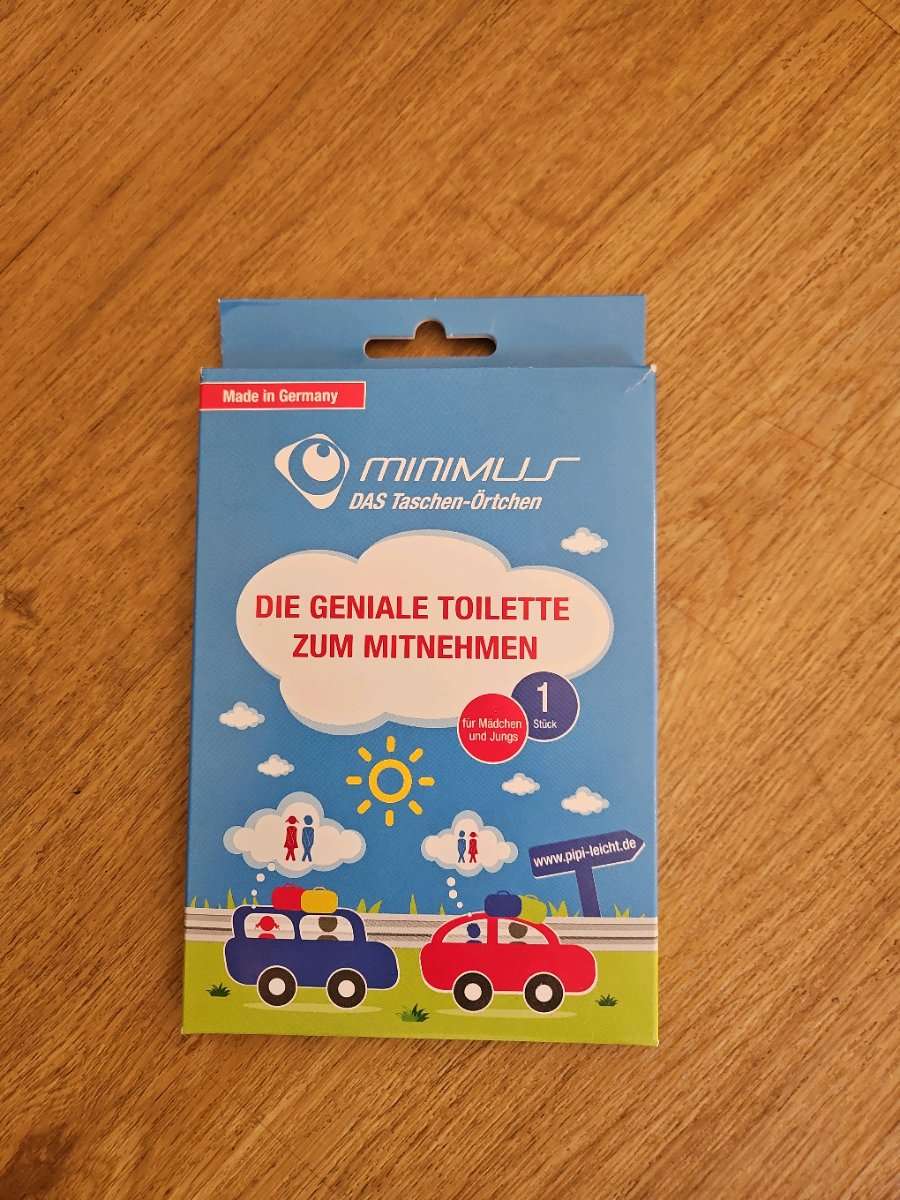 Made in Germany
MINIMUS
DAS Taschen-Örtchen
DIE GENIALE TOILETTE
ZUM MITNEHMEN
1
Stück
für Mädchen
und Jungs
www.pipi-leicht.de